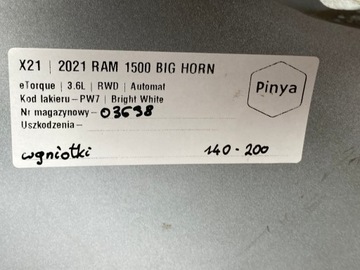 X21 | 2021 RAM 1500 BIG HORN
eTorque | 3.6L | RWD | Automat
Kod lakieru – PW7 | Bright White
Nr magazynowy – 03698
Uszkodzenia –
wgniotki 140 - 200
Pinya